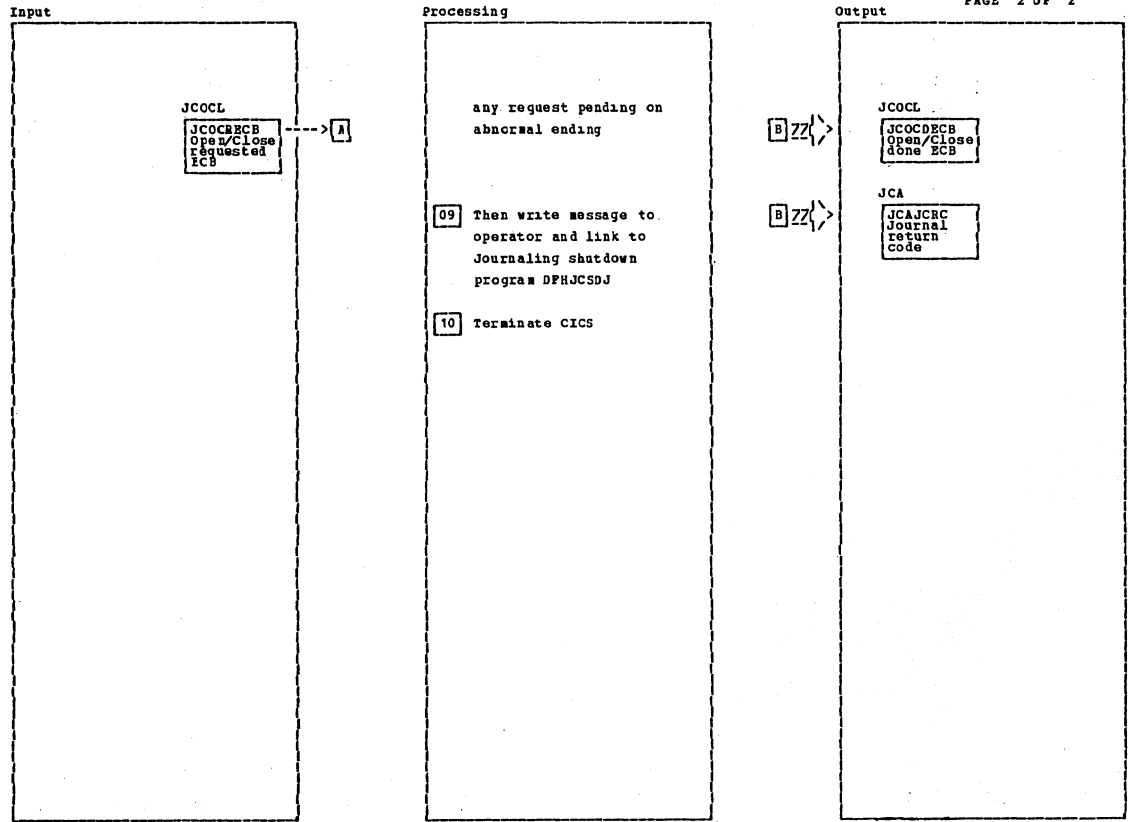 PAGE 2 OF 2
Input
Processing
Output
JCOCL
JCOCRECB
Open/Close
requested
ECB
A
any request pending on
abnormal ending
B
JCOCL
JCOCDECB
Open/Close
done ECB
09 Then write message to
operator and link to
Journaling shutdown
program DFHJCSDJ
B
JCA
JCAJCRC
Journal
return
code
10 Terminate CICS